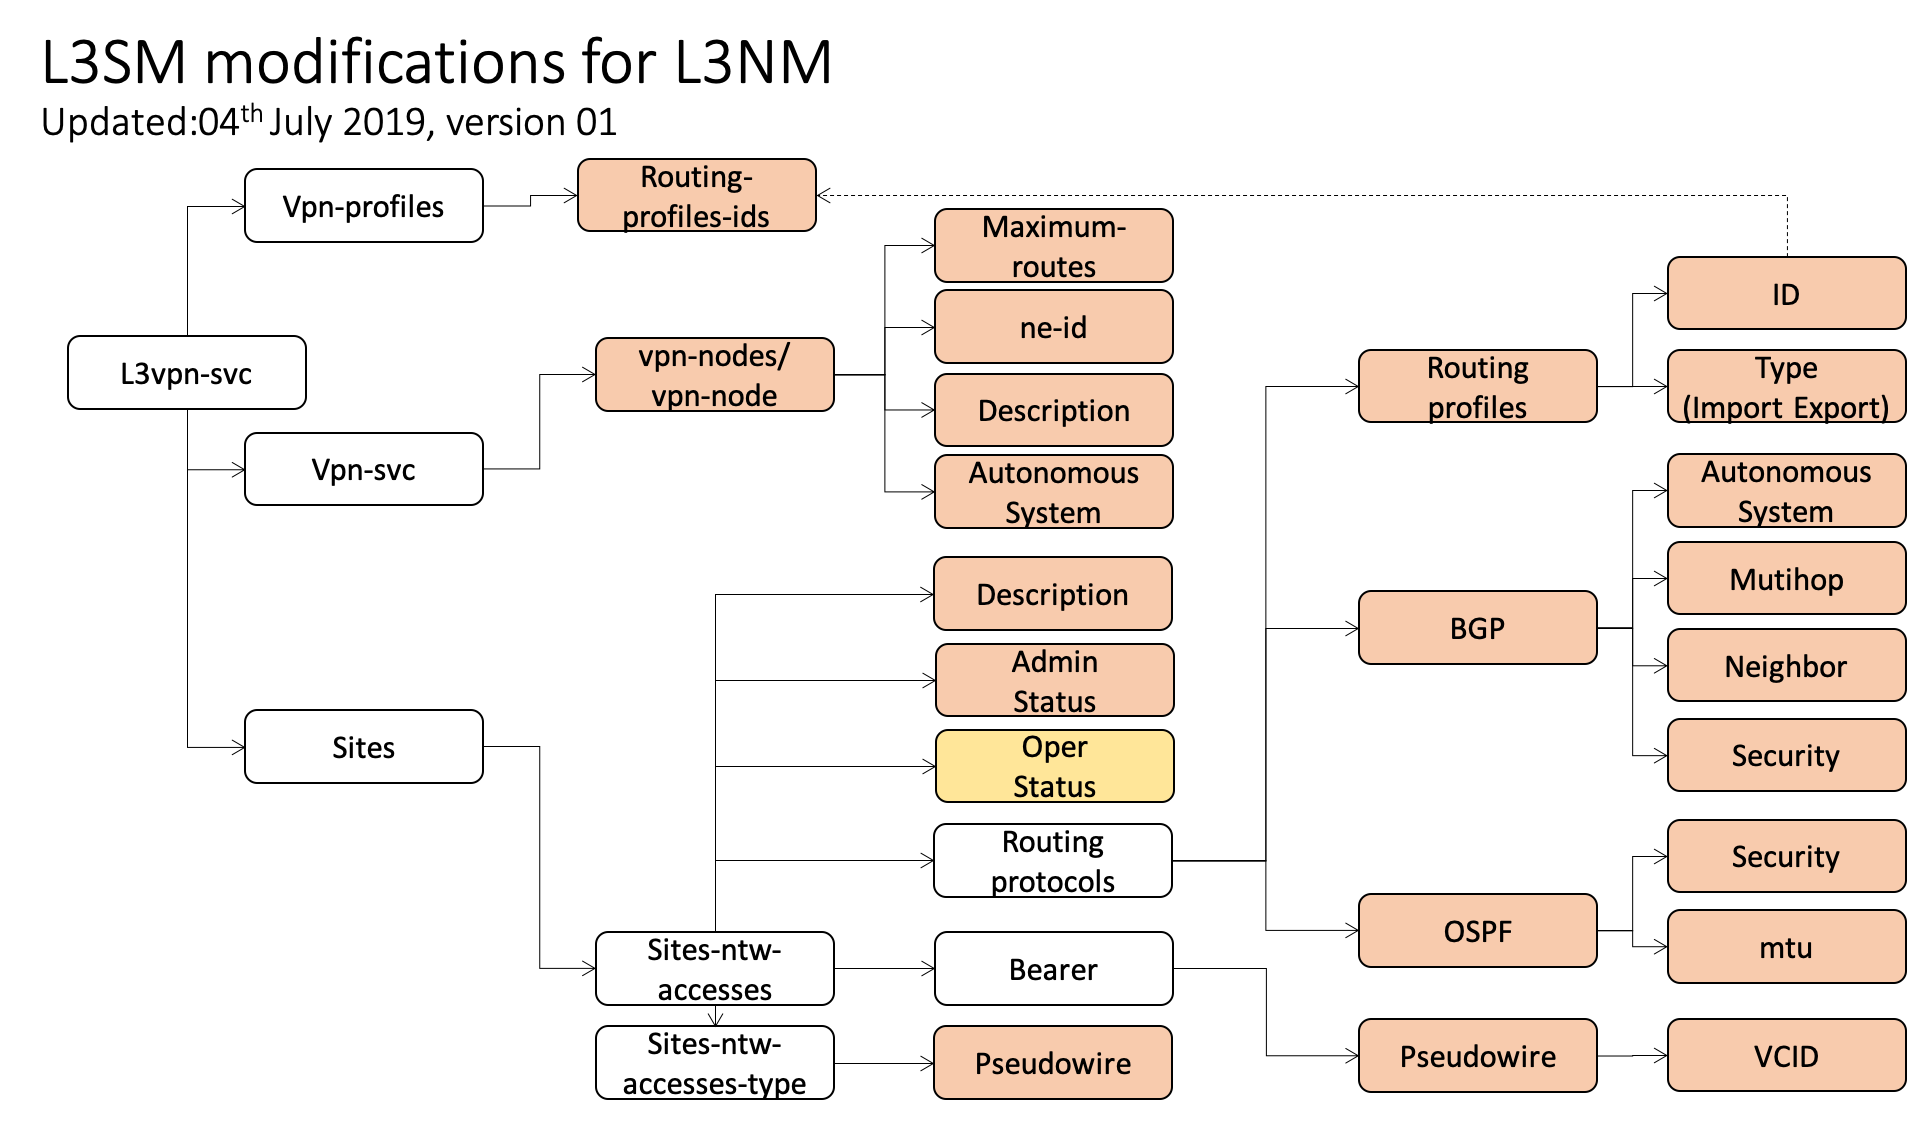 L3SM modifications for L3NM
Updated:04th July 2019, version 01
Vpn-profiles
Routing-
profiles-ids
L3vpn-svc
Vpn-svc
vpn-nodes/
vpn-node
Maximum-
routes
ne-id
Description
Autonomous
System
Sites
Sites-ntw-
accesses
Sites-ntw-
accesses-type
Description
Admin
Status
Oper
Status
Routing
protocols
Bearer
Pseudowire
Routing
profiles
ID
Type
(Import Export)
BGP
Autonomous
System
Mutihop
Neighbor
Security
OSPF
Security
mtu
Pseudowire
VCID